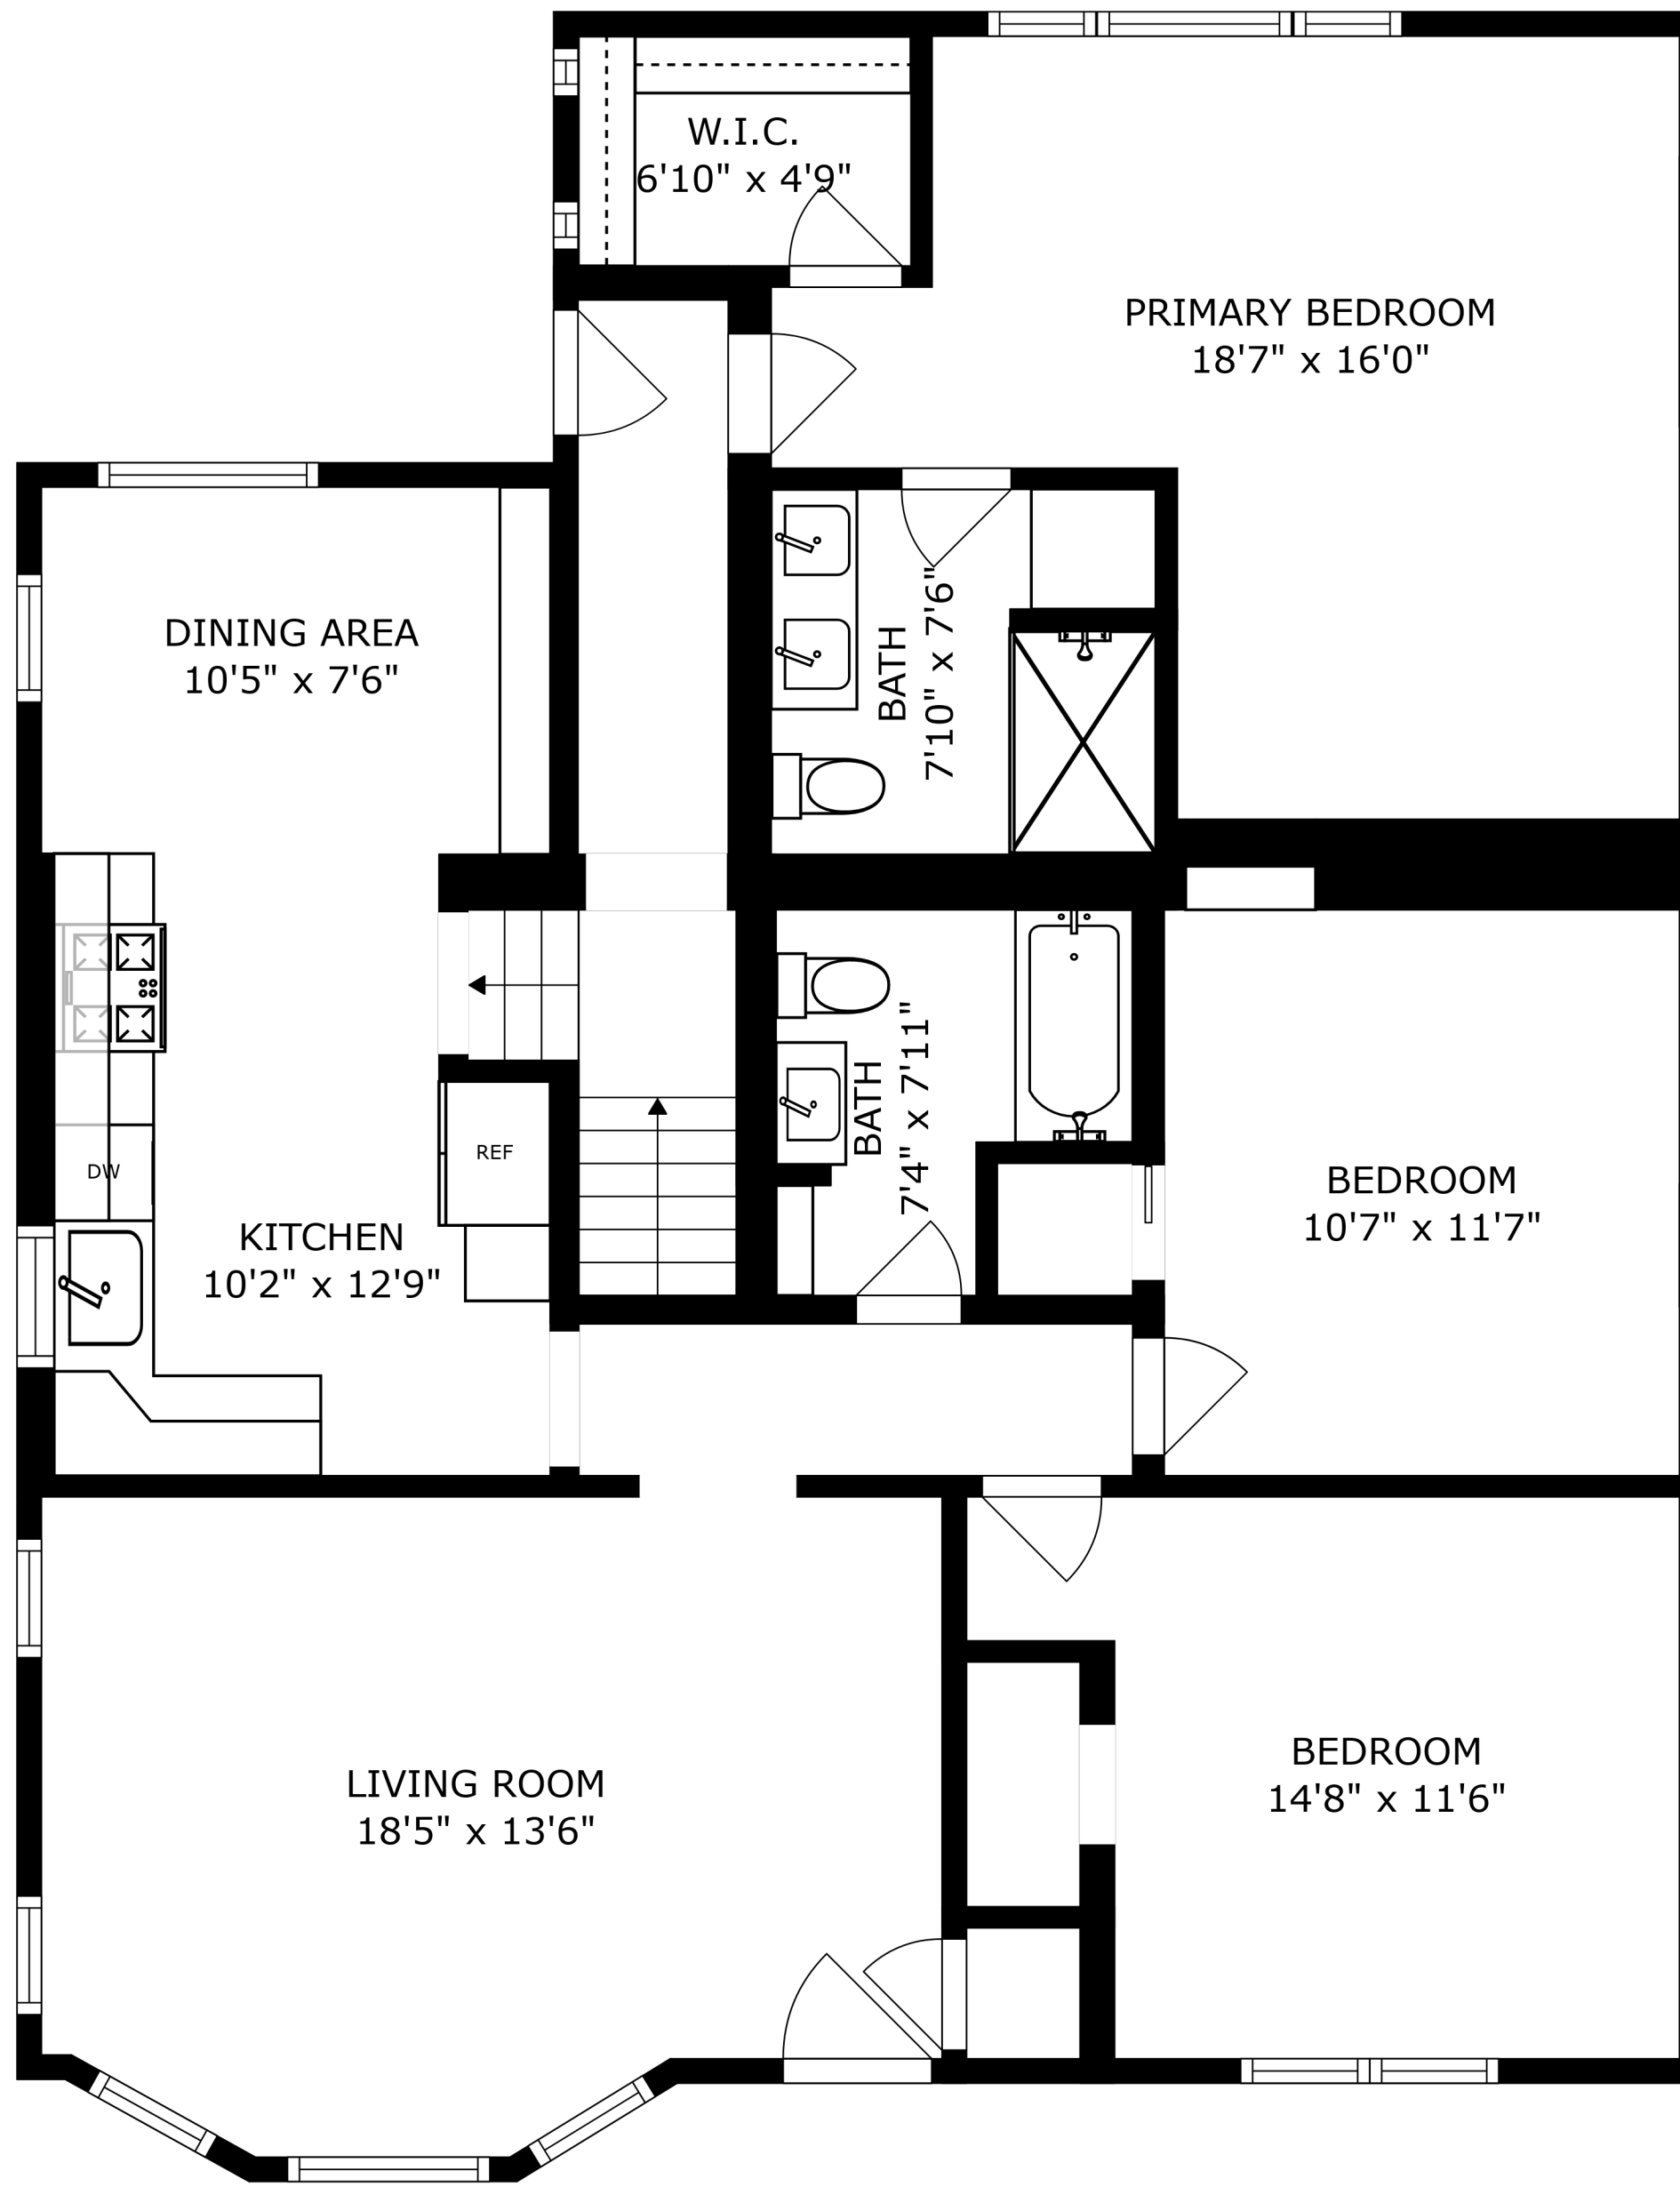 W.I.C.
6'10" x 4'9"
PRIMARY BEDROOM
18'7" x 16'0"
DINING AREA
10'5" x 7'6"
BATH
7'10" x 7'6"
BATH
7'4" x 7'11"
REF
DW
KITCHEN
10'2" x 12'9"
BEDROOM
10'7" x 11'7"
LIVING ROOM
18'5" x 13'6"
BEDROOM
14'8" x 11'6"